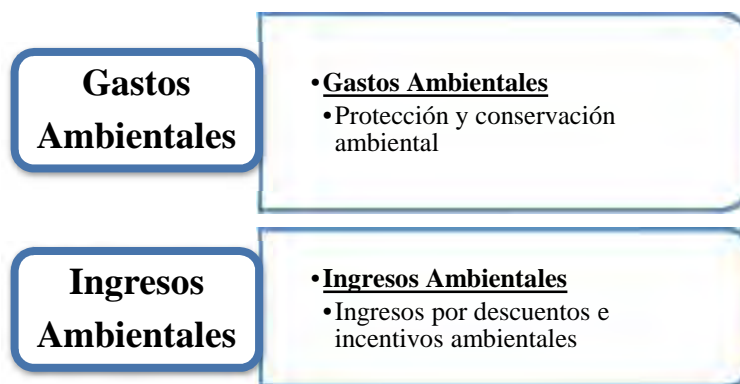 Gastos
Ambientales
•Gastos Ambientales
•Protección y conservación
ambiental
Ingresos
Ambientales
•Ingresos Ambientales
•Ingresos por descuentos e
incentivos ambientales